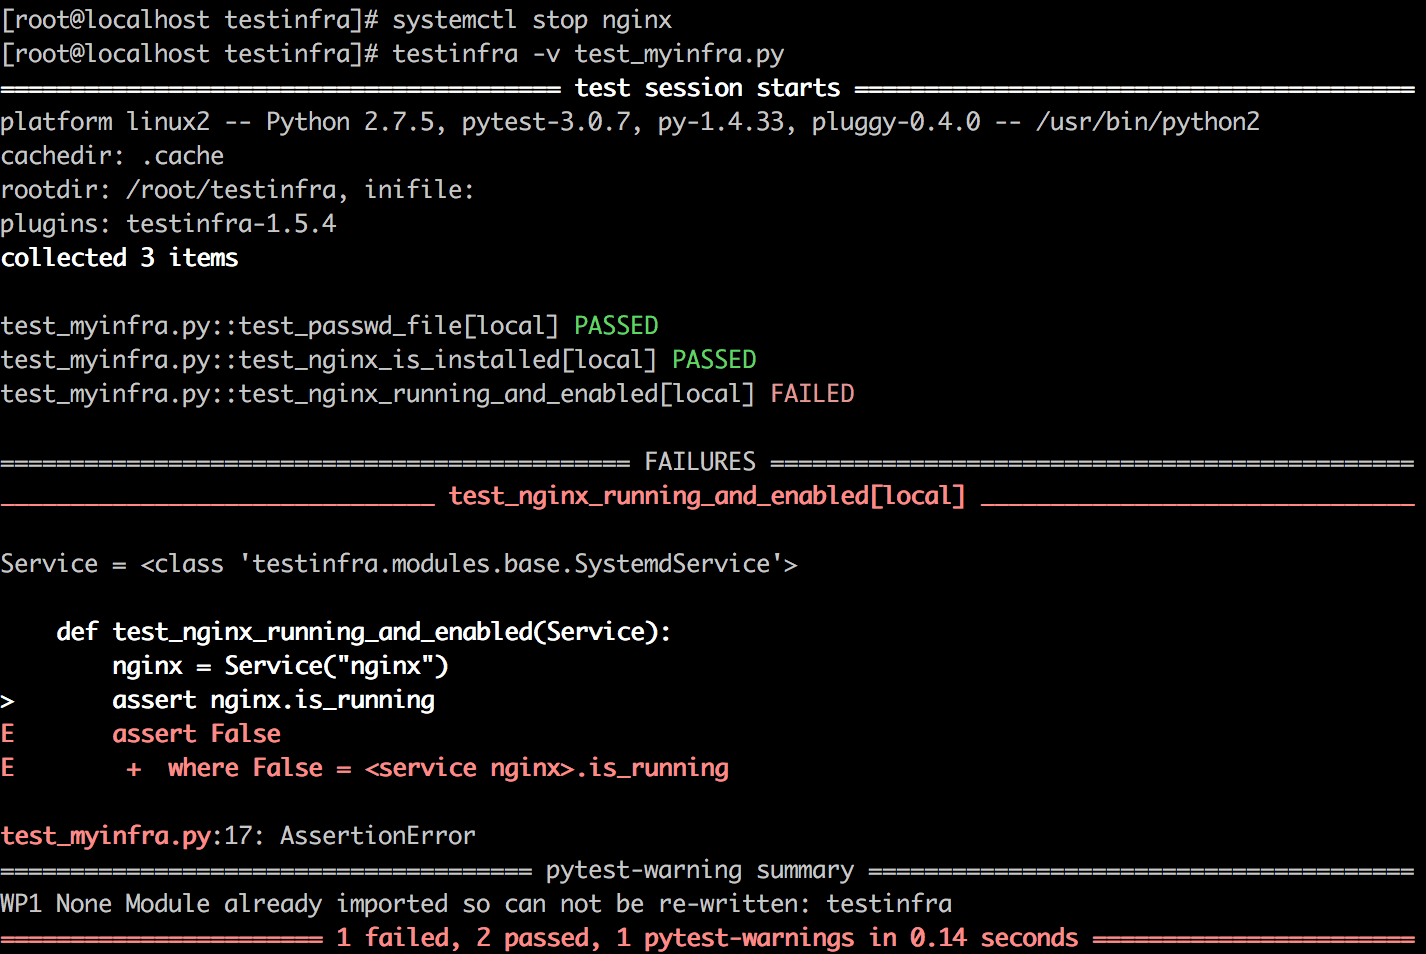 [root@localhost testinfra]# systemctl stop nginx
[root@localhost testinfra]# testinfra -v test_myinfra.py
======================================== test session starts ========================================
platform linux2 -- Python 2.7.5, pytest-3.0.7, py-1.4.33, pluggy-0.4.0 -- /usr/bin/python2
cachedir: .cache
rootdir: /root/testinfra, inifile:
plugins: testinfra-1.5.4
collected 3 items

test_myinfra.py::test_passwd_file[local] PASSED
test_myinfra.py::test_nginx_is_installed[local] PASSED
test_myinfra.py::test_nginx_running_and_enabled[local] FAILED

============================================= FAILURES ==============================================
_______________________________ test_nginx_running_and_enabled[local] _______________________________

Service = <class 'testinfra.modules.base.SystemdService'>

    def test_nginx_running_and_enabled(Service):
        nginx = Service("nginx")
>       assert nginx.is_running
E       assert False
E        +  where False = <service nginx>.is_running

test_myinfra.py:17: AssertionError
====================================== pytest-warning summary =======================================
WP1 None Module already imported so can not be re-written: testinfra
======================= 1 failed, 2 passed, 1 pytest-warnings in 0.14 seconds =======================